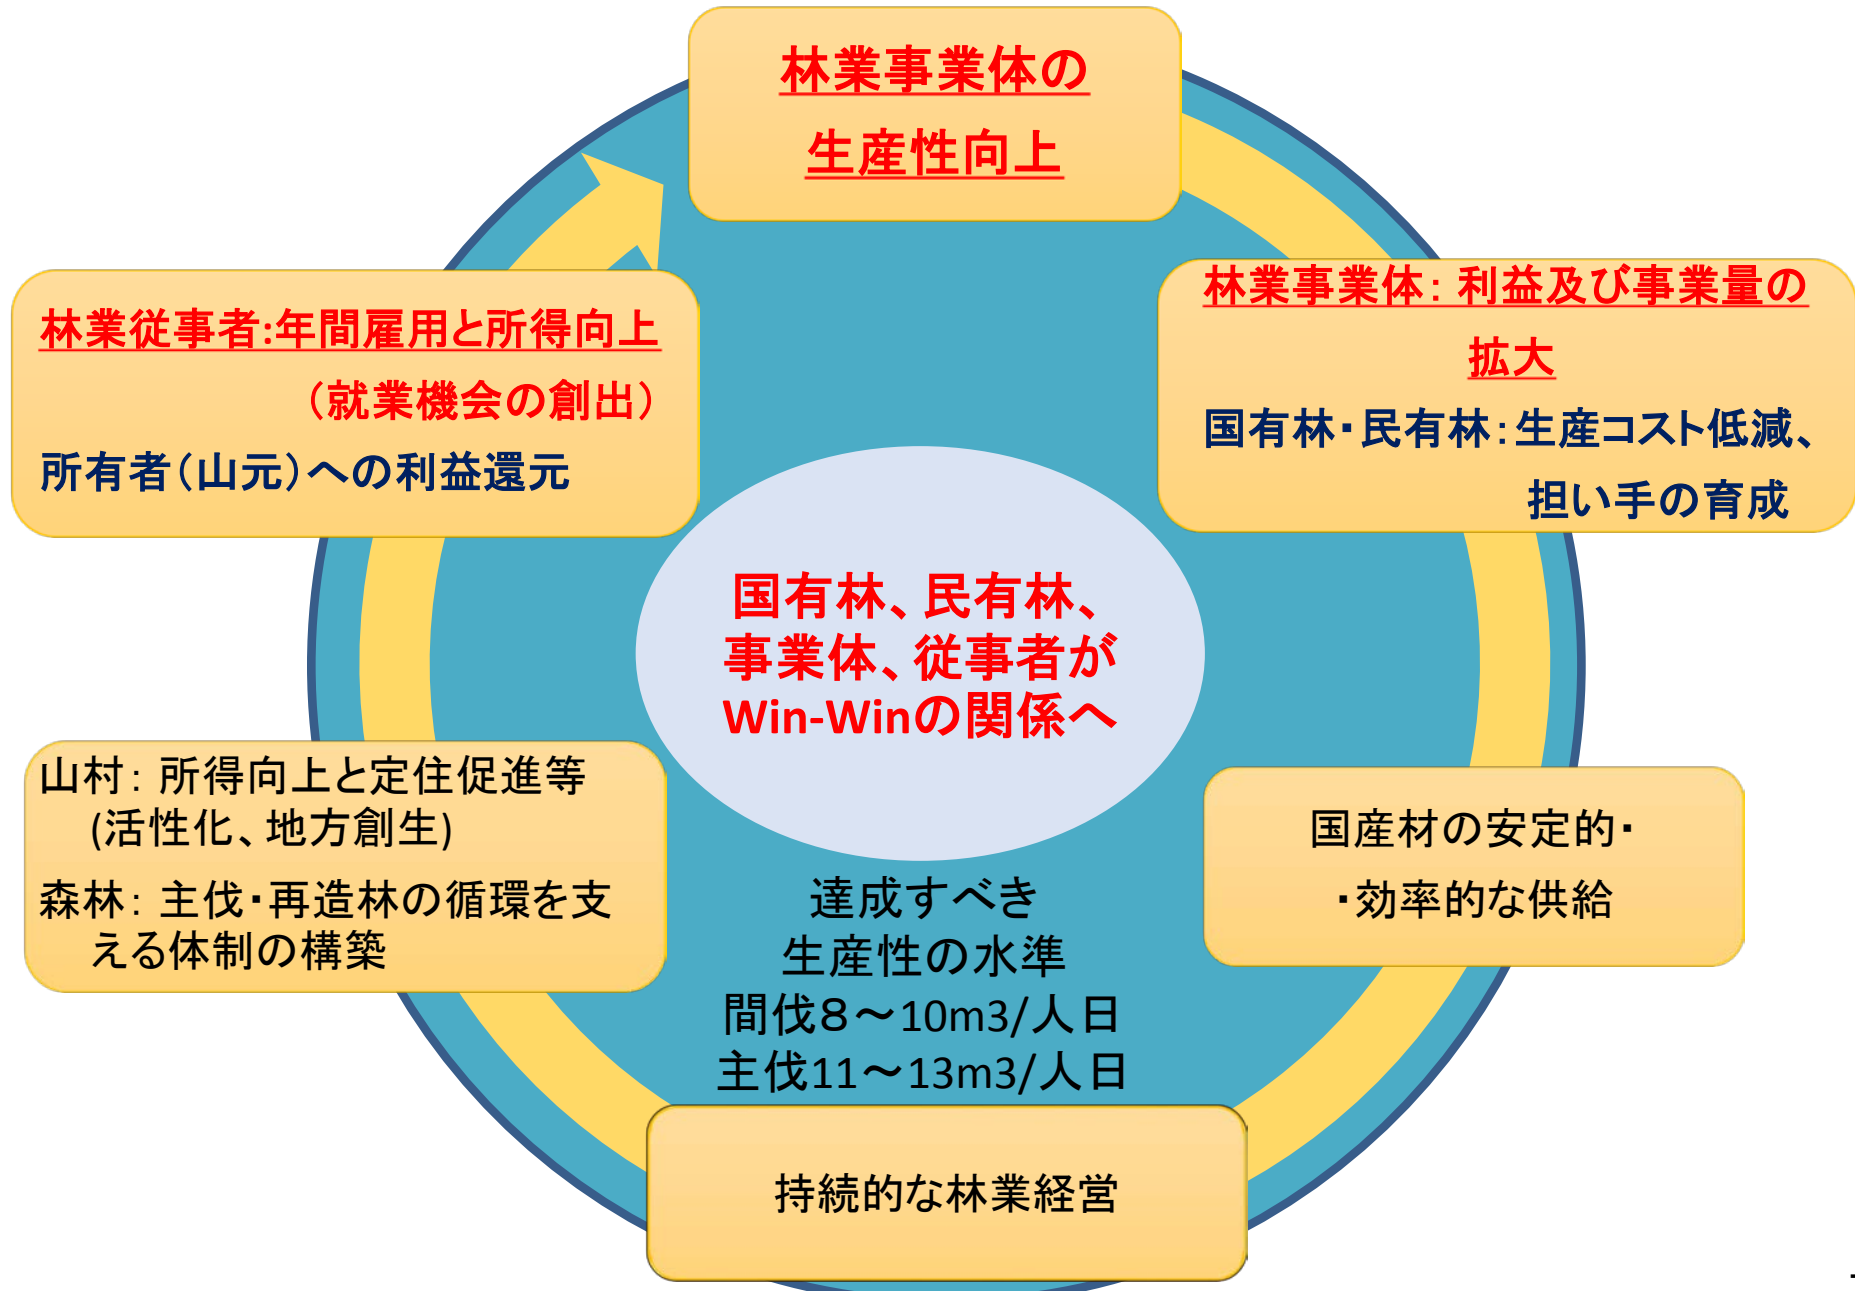 林業事業体の
生産性向上
林業事業体：利益及び事業量の
拡大
国有林・民有林：生産コスト低減、
担い手の育成
林業従事者:年間雇用と所得向上
（就業機会の創出）
所有者（山元）への利益還元
国有林、民有林、
事業体、従事者が
Win-Winの関係へ
山村：所得向上と定住促進等
(活性化、地方創生)
森林：主伐・再造林の循環を支
える体制の構築
国産材の安定的・
・効率的な供給
達成すべき
生産性の水準
間伐８～10m3/人日
主伐11～13m3/人日
持続的な林業経営